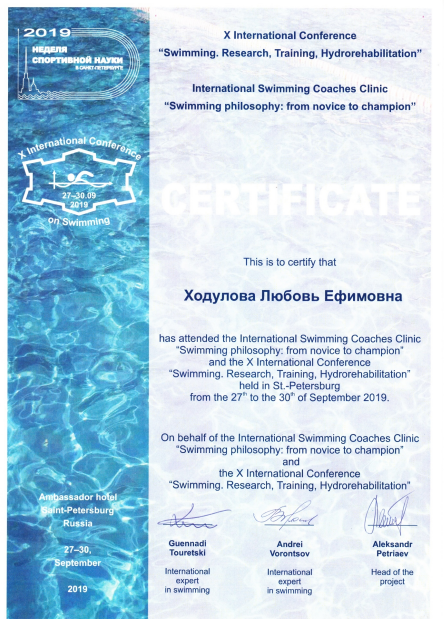 2019
НЕДЕЛЯ
СПОРТИВНОЙ НАУКИ
В САНКТ-ПЕТЕРБУРГЕ
X International Conference
27–30.09
2019
on Swimming
X International Conference
“Swimming. Research, Training, Hydrorehabilitation”
International Swimming Coaches Clinic
“Swimming philosophy: from novice to champion”
CERTIFICATE
This is to certify that
Ходулова Любовь Ефимовна
has attended the International Swimming Coaches Clinic
“Swimming philosophy: from novice to champion”
and the X International Conference
“Swimming. Research, Training, Hydrorehabilitation”
held in St.-Petersburg
from the 27th to the 30th of September 2019.
On behalf of the International Swimming Coaches Clinic
“Swimming philosophy: from novice to champion”
and
the X International Conference
“Swimming. Research, Training, Hydrorehabilitation”
Ambassador hotel
Saint-Petersburg
Russia
27–30,
September
2019
Guennadi
Touretski
International
expert
in swimming
Andrei
Vorontsov
International
expert
in swimming
Aleksandr
Petriaev
Head of the
project